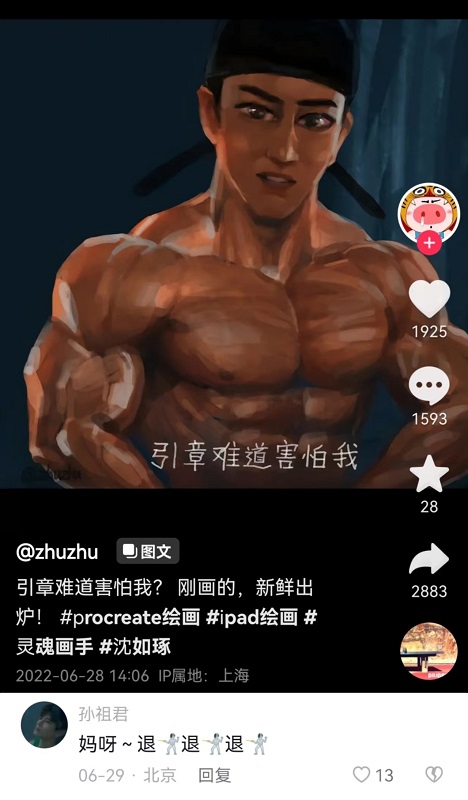 引章难道害怕我
1925
1593
28
2883
@zhuzhu
图文
引章难道害怕我？ 刚画的，新鲜出
炉！ #procreate绘画 #ipad绘画 #
灵魂画手 #沈如琢
2022-06-28 14:06 IP属地：上海
孙祖君
妈呀～退🤺退🤺退🤺
06-29 · 北京 回复
13